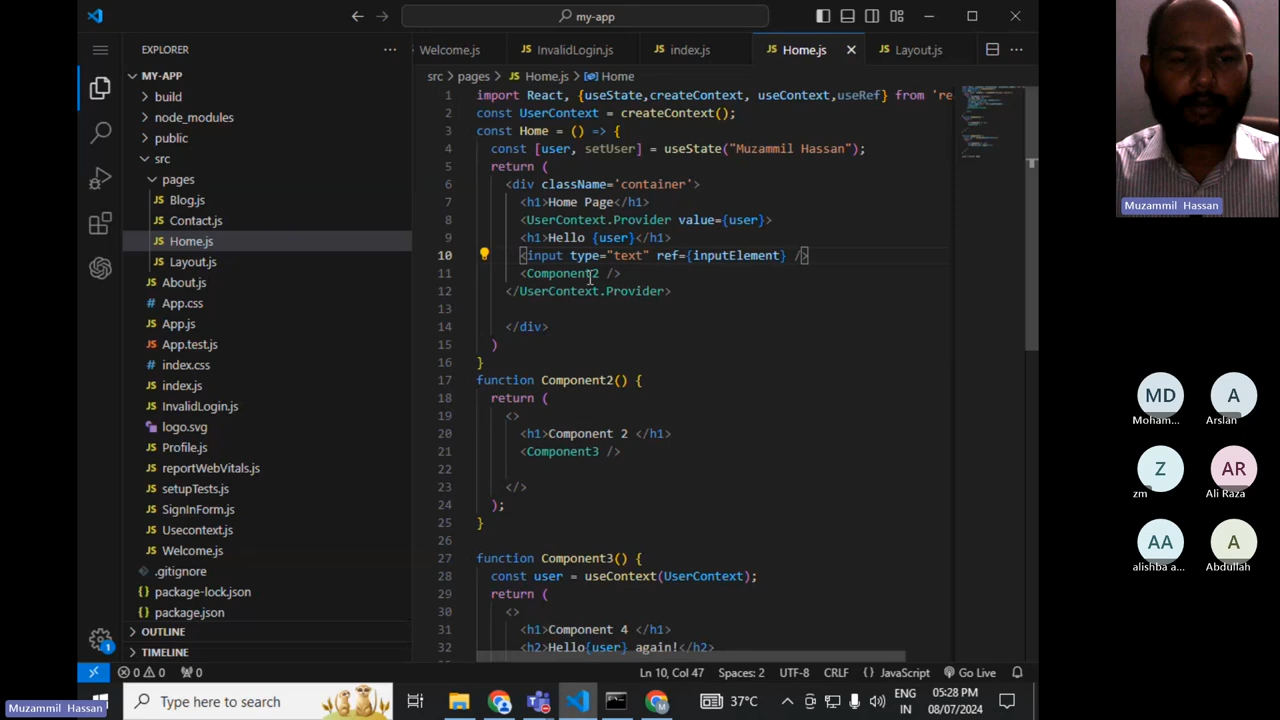 my-app
EXPLORER
MY-APP
build
node_modules
public
src
pages
Blog.js
Contact.js
Home.js
Layout.js
About.js
App.css
App.js
App.test.js
index.css
index.js
InvalidLogin.js
logo.svg
Profile.js
reportWebVitals.js
setupTests.js
SignInForm.js
Usecontext.js
Welcome.js
.gitignore
package-lock.json
package.json
OUTLINE
TIMELINE
Welcome.js
InvalidLogin.js
index.js
Home.js
Layout.js
src > pages > JS Home.js > Home
1 import React, {useState,createContext, useContext,useRef} from 're
2 const UserContext = createContext();
3 const Home = () => {
4 const [user, setUser] = useState("Muzammil Hassan");
5 return (
6 <div className='container'>
7 <h1>Home Page</h1>
8 <UserContext.Provider value={user}>
9 <h1>Hello {user}</h1>
10 <input type="text" ref={inputElement} />
11 <Component2 />
12 </UserContext.Provider>
13
14 </div>
15 )
16 }
17 function Component2() {
18 return (
19 <>
20 <h1>Component 2 </h1>
21 <Component3 />
22
23 </>
24 );
25 }
26
27 function Component3() {
28 const user = useContext(UserContext);
29 return (
30 <>
31 <h1>Component 4 </h1>
32 <h2>Hello{user} again!</h2>
0 0 0
Ln 10, Col 47 Spaces: 2 UTF-8 CRLF {} JavaScript Go Live
Type here to search
37°C
ENG
IN
05:28 PM
08/07/2024
Muzammil Hassan
Muzammil Hassan
MD
Moham...
A
Arslan
Z
zm
AR
Ali Raza
AA
alishba a...
A
Abdullah